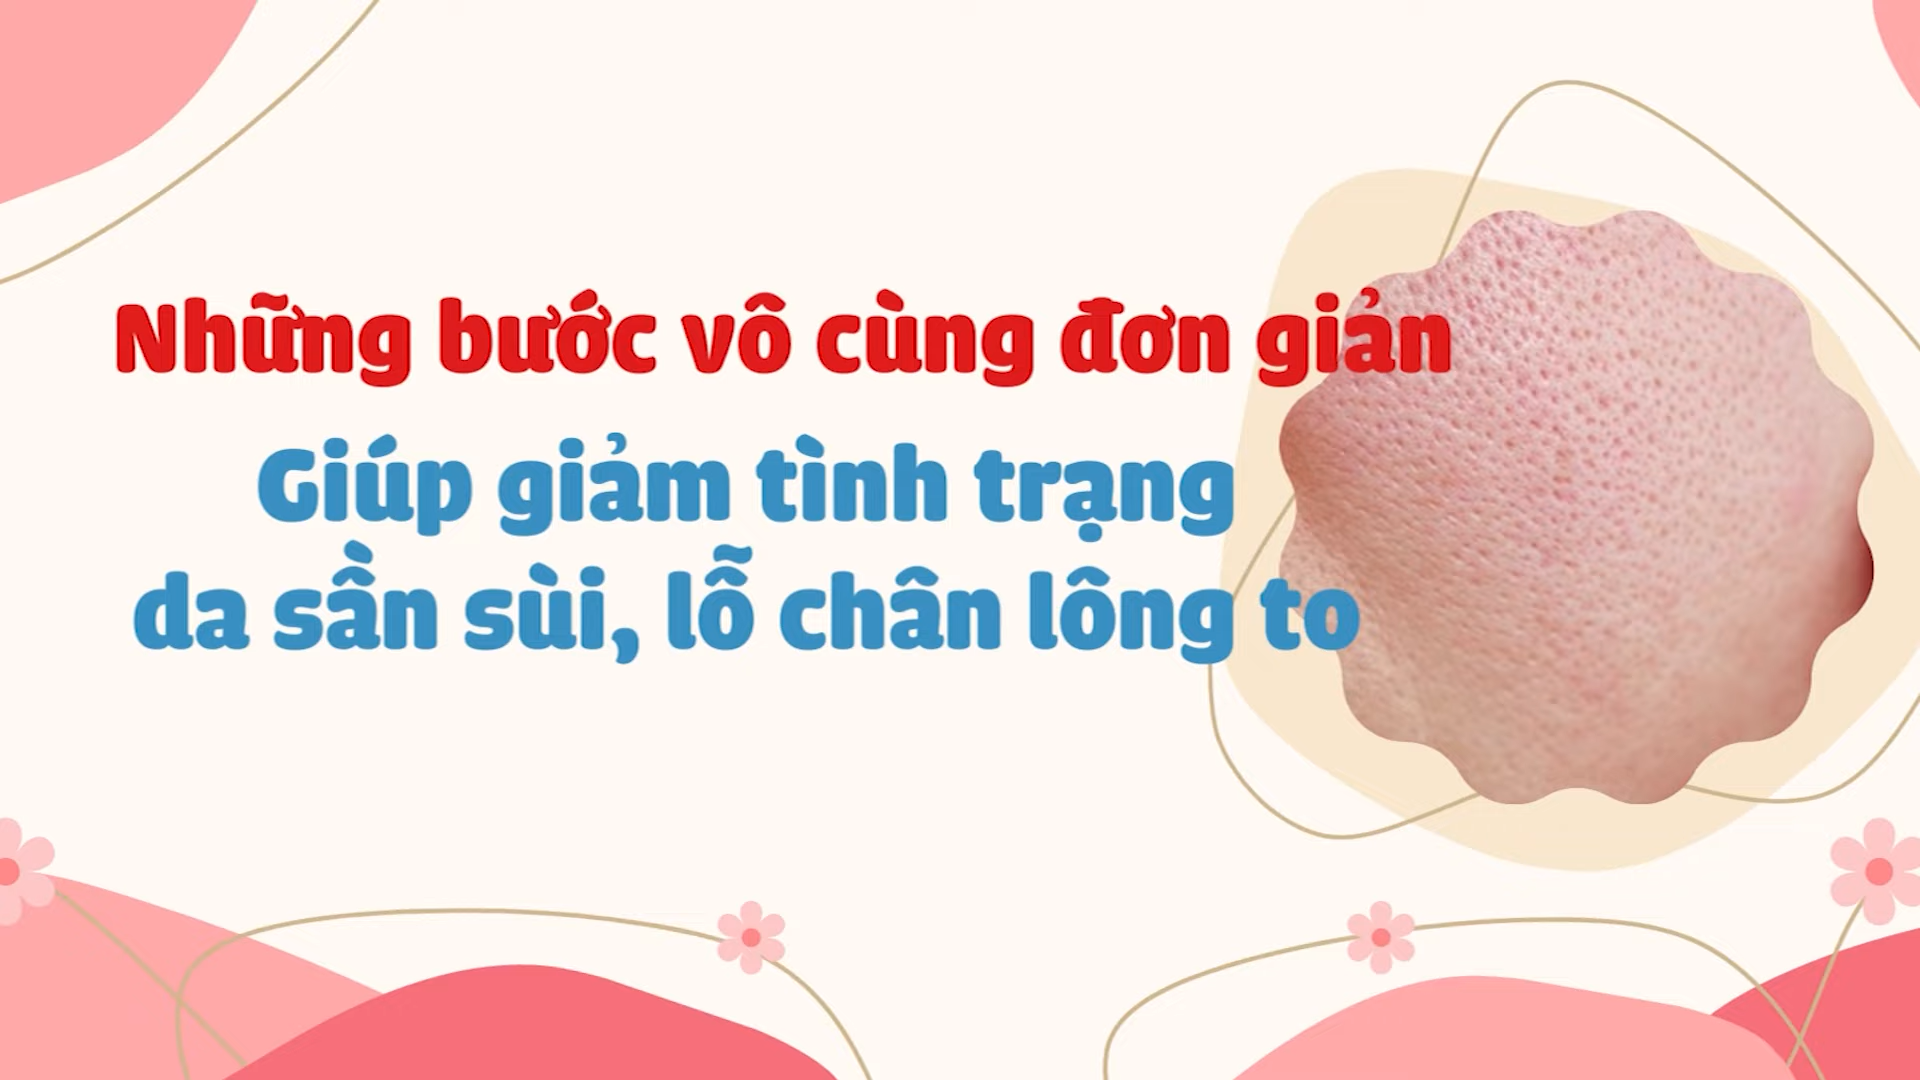 Những bước vô cùng đơn giản
Giúp giảm tình trạng
da sần sùi, lỗ chân lông to